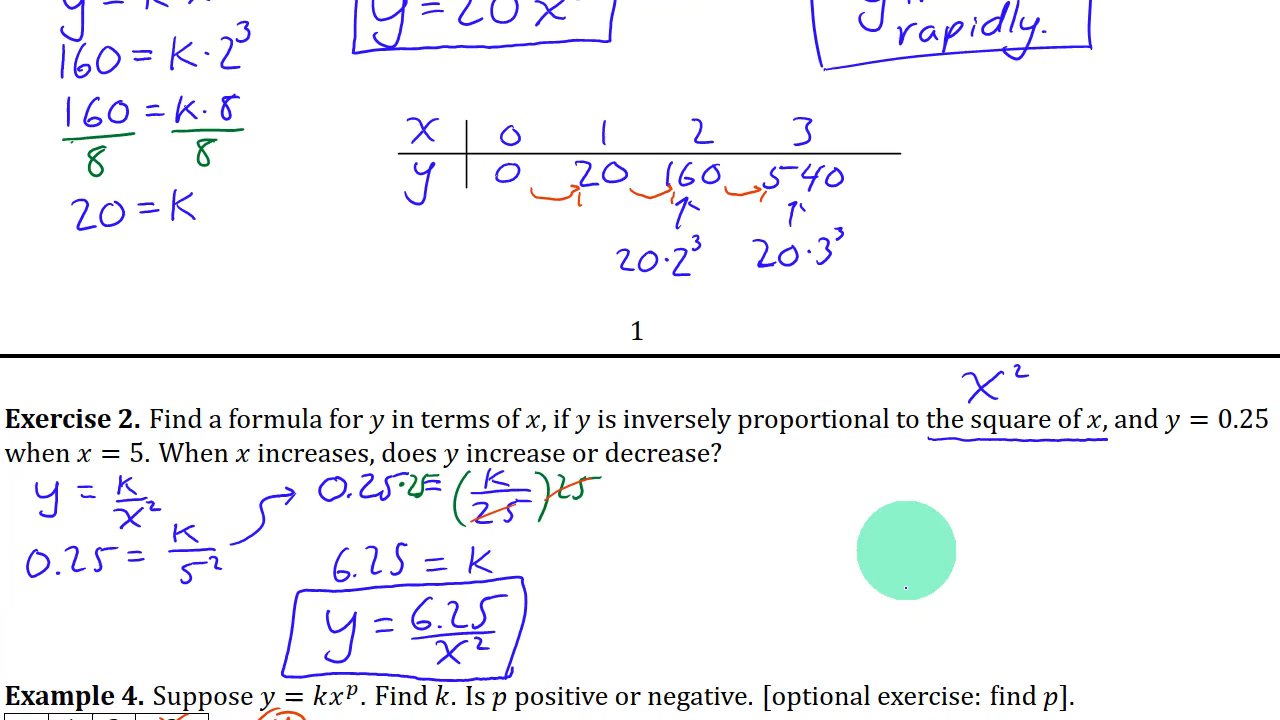 y = 20x
rapidly.
160 = k · 2³
160 = k · 8
8 8
20 = k
x 0 1 2 3
y 0 20 160 540
20 · 2³ 20 · 3³
1
x²
Exercise 2. Find a formula for y in terms of x, if y is inversely proportional to the square of x, and y = 0.25
when x = 5. When x increases, does y increase or decrease?
y = k/x²
0.25 = k/5²
0.25 · 25 = (k/25) 25
6.25 = k
y = 6.25/x²
Example 4. Suppose y = kxᵖ. Find k. Is p positive or negative. [optional exercise: find p].